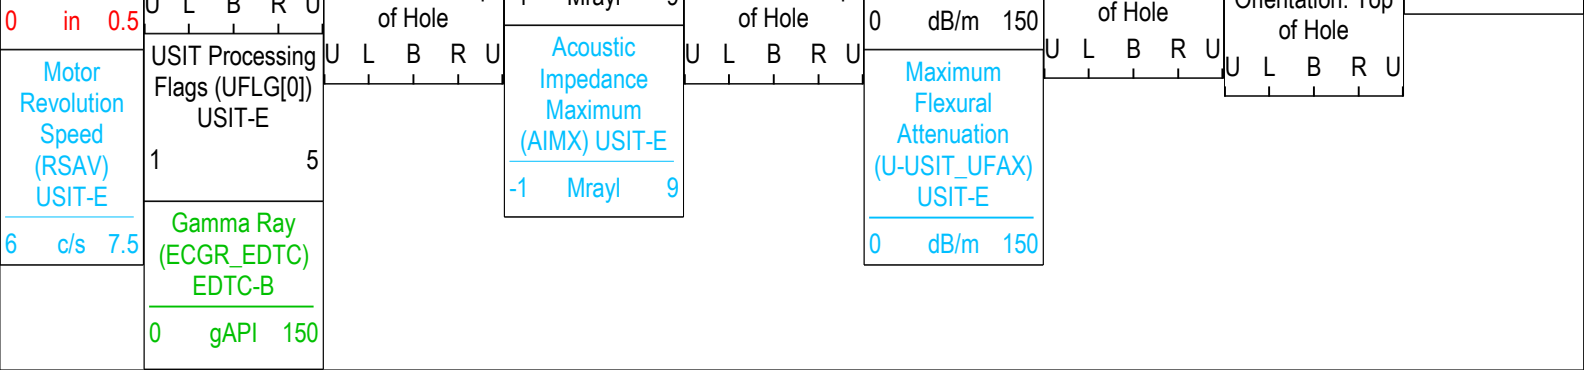 0 in 0.5
Motor
Revolution
Speed
(RSAV)
USIT-E
6 c/s 7.5
U L B R U
USIT Processing
Flags (UFLG[0])
USIT-E
1 5
Gamma Ray
(ECGR_EDTC)
EDTC-B
0 gAPI 150
of Hole
U L B R U
-1 Mrayl 9
Acoustic
Impedance
Maximum
(AIMX) USIT-E
-1 Mrayl 9
of Hole
U L B R U
0 dB/m 150
Maximum
Flexural
Attenuation
(U-USIT_UFAX)
USIT-E
0 dB/m 150
of Hole
U L B R U
Orientation: Top
of Hole
U L B R U